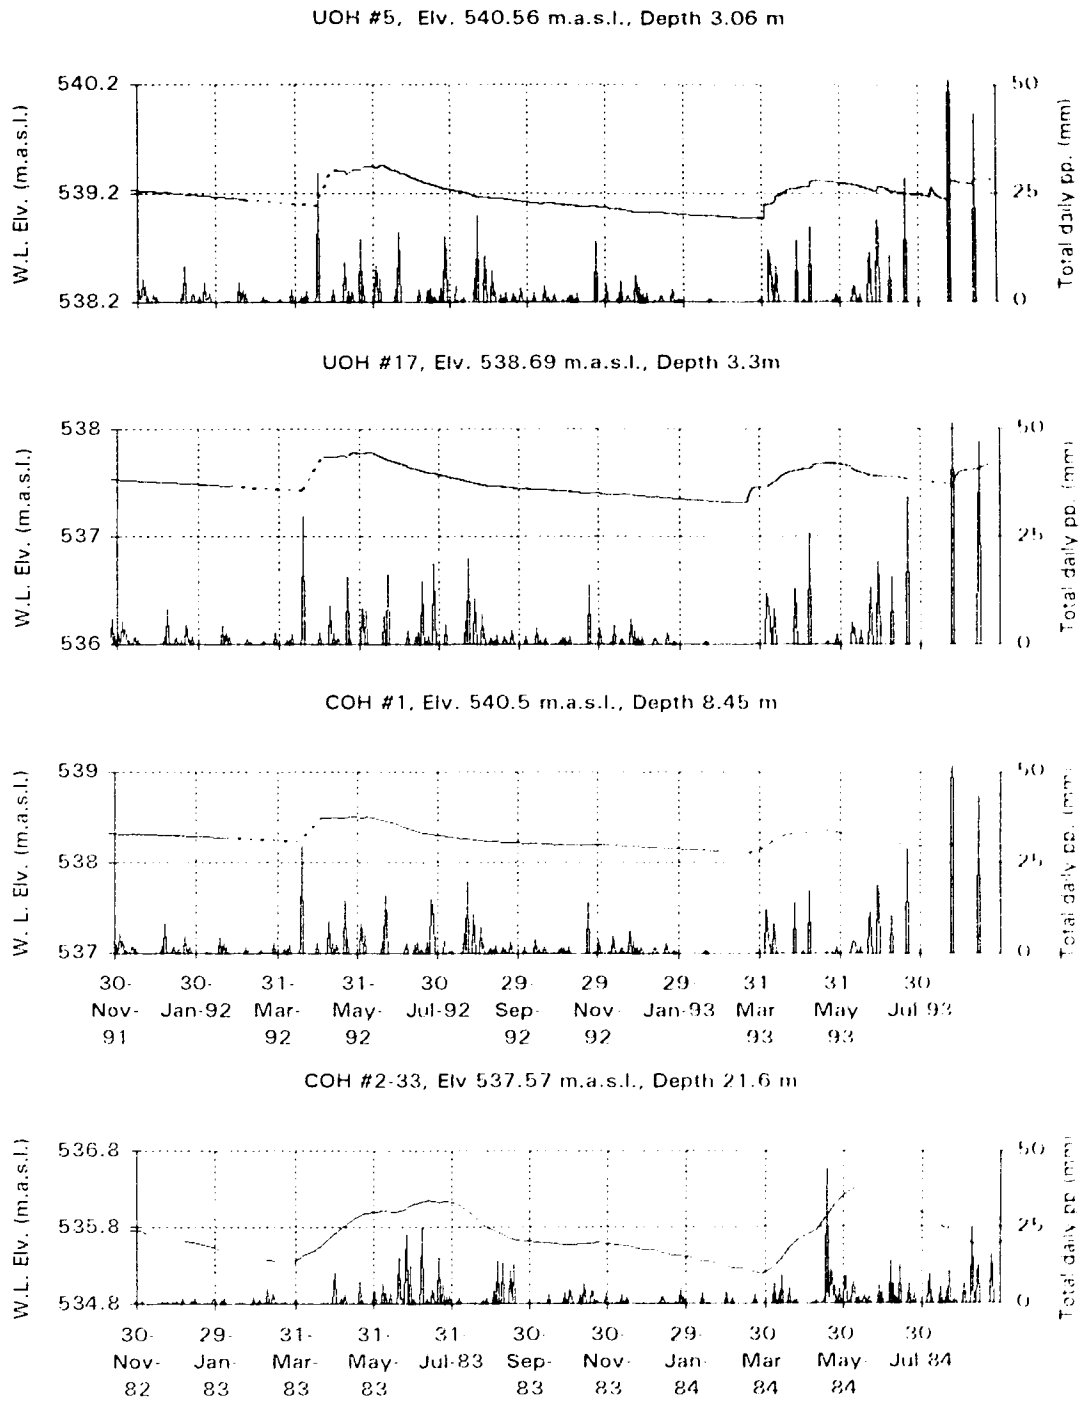 UOH #5, Elv. 540.56 m.a.s.l., Depth 3.06 m
W.L. Elv. (m.a.s.l.)
540.2
539.2
538.2
50
25
0
Total daily pp. (mm)
UOH #17, Elv. 538.69 m.a.s.l., Depth 3.3m
W.L. Elv. (m.a.s.l.)
538
537
536
50
25
0
Total daily pp. (mm)
COH #1, Elv. 540.5 m.a.s.l., Depth 8.45 m
W. L. Elv. (m.a.s.l.)
539
538
537
50
25
0
Total daily pp. (mm)
30- 30- 31- 31- 30- 29- 29- 29- 31 31 30
Nov- Jan-92 Mar- May- Jul-92 Sep- Nov- Jan-93 Mar May Jul 93
91 92 92 92 92 93 93
COH #2-33, Elv 537.57 m.a.s.l., Depth 21.6 m
W.L. Elv. (m.a.s.l.)
536.8
535.8
534.8
50
25
0
Total daily pp (mm)
30- 29- 31- 31- 31- 30- 30- 29- 30 30 30
Nov- Jan- Mar- May- Jul-83 Sep- Nov- Jan- Mar May- Jul 84
82 83 83 83 83 83 84 84 84